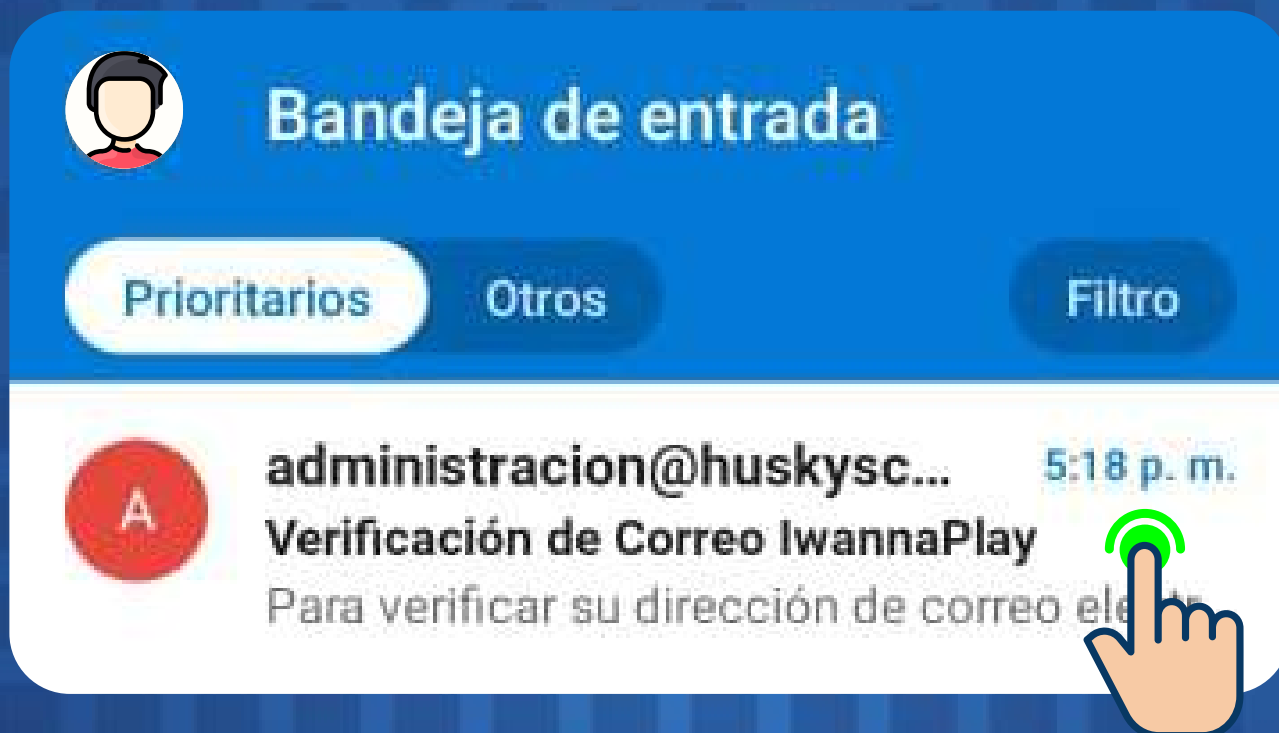 Bandeja de entrada
Prioritarios Otros Filtro
A
administracion@huskysc... 5:18 p. m.
Verificación de Correo IwannaPlay
Para verificar su dirección de correo